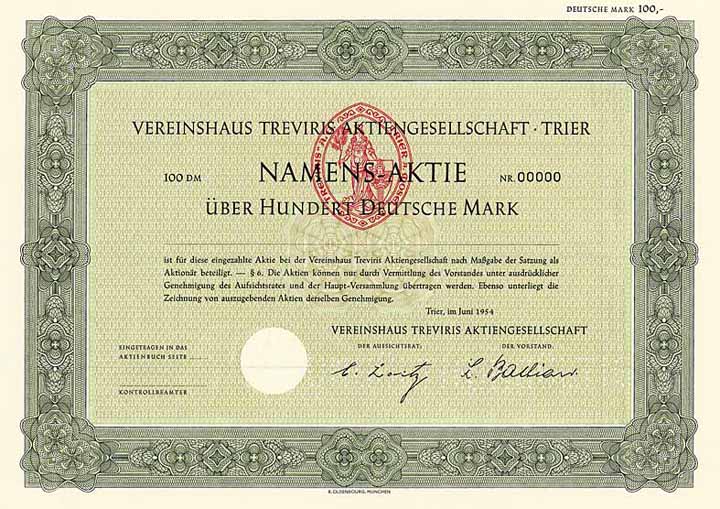 DEUTSCHE MARK 100,-
VEREINSHAUS TREVIRIS AKTIENGESELLSCHAFT · TRIER
100 DM NAMENS-AKTIE NR. 00000
ÜBER HUNDERT DEUTSCHE MARK
ist für diese eingezahlte Aktie bei der Vereinshaus Treviris Aktiengesellschaft nach Maßgabe der Satzung als
Aktionär beteiligt. — § 6. Die Aktien können nur durch Vermittlung des Vorstandes unter ausdrücklicher
Genehmigung des Aufsichtsrates und der Haupt-Versammlung übertragen werden. Ebenso unterliegt die
Zeichnung von auszugebenden Aktien derselben Genehmigung.
Trier, im Juni 1954
VEREINSHAUS TREVIRIS AKTIENGESELLSCHAFT
EINGETRAGEN IN DAS
AKTIENBUCH SEITE
DER AUFSICHTSRAT:
DER VORSTAND:
KONTROLLBEAMTER
R. OLDENBOURG, MÜNCHEN